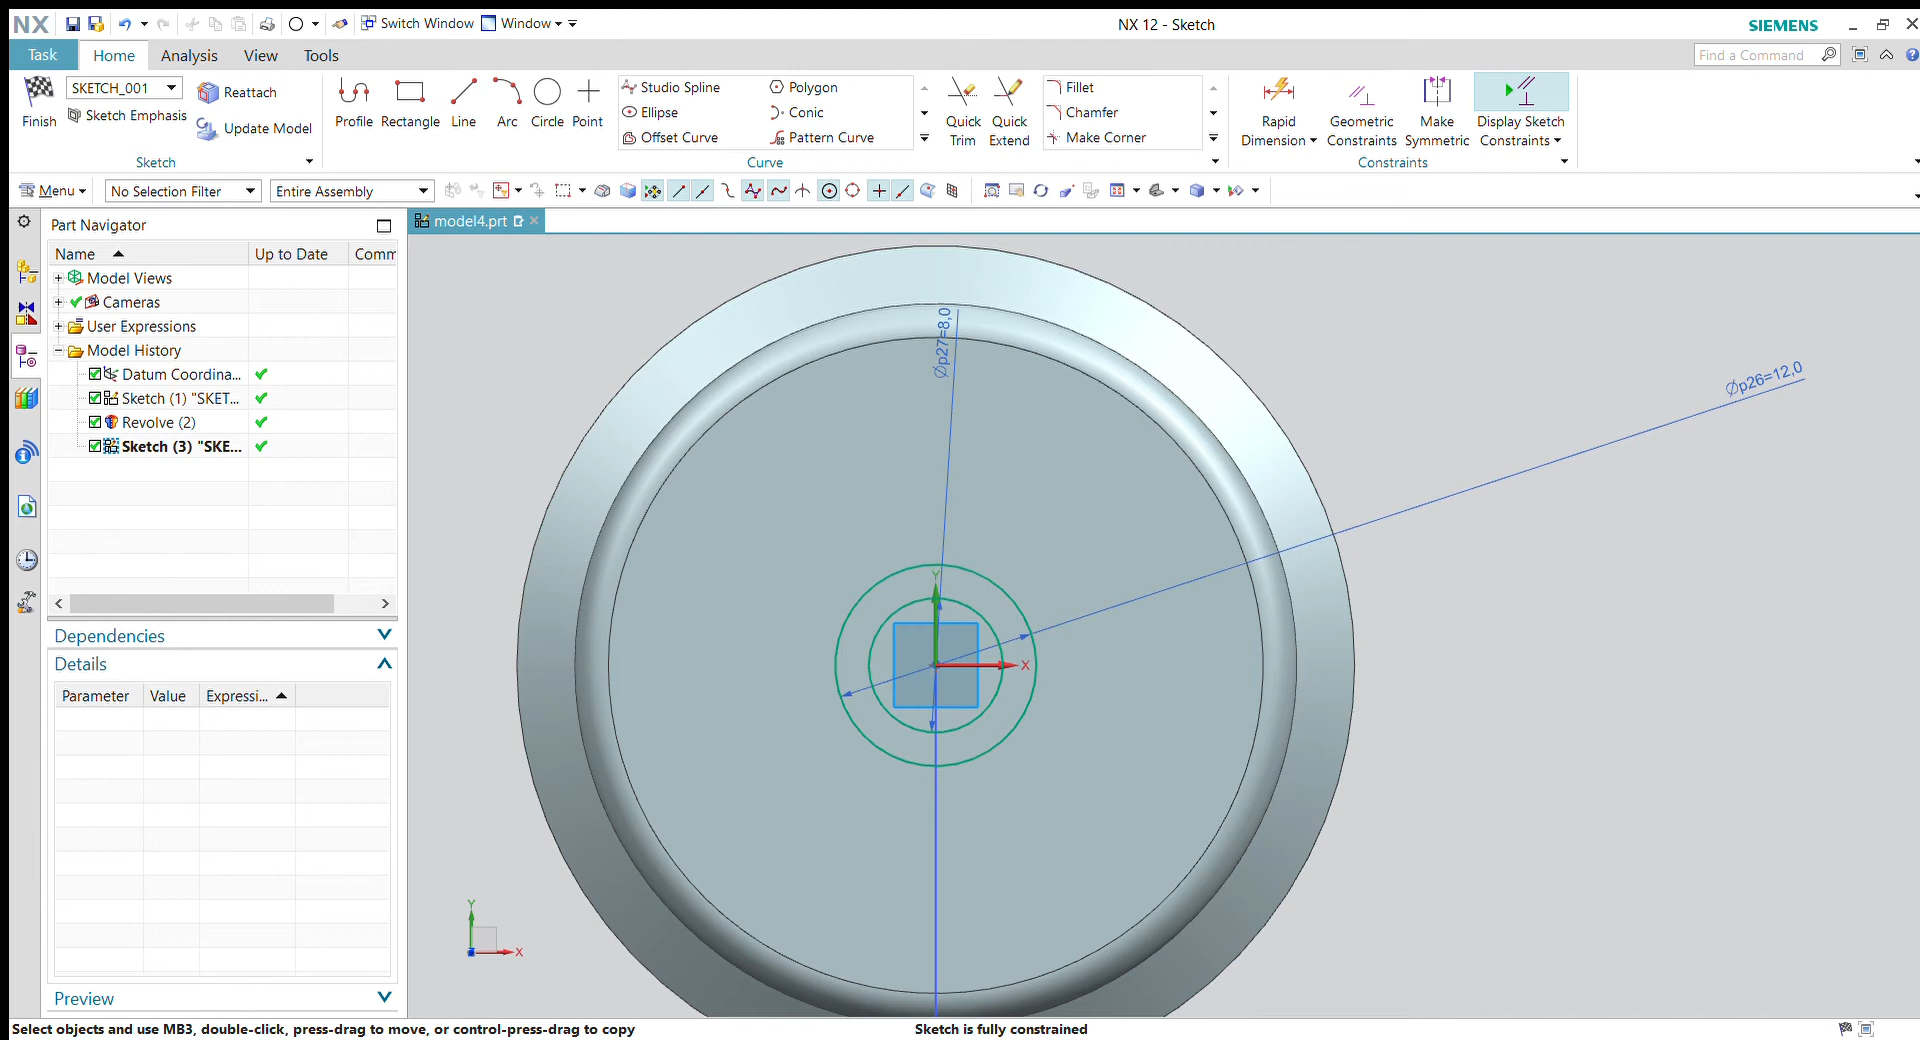 NX
Switch Window
Window
NX 12 - Sketch
SIEMENS
Task
Home
Analysis
View
Tools
Find a Command
SKETCH_001
Reattach
Finish
Sketch Emphasis
Update Model
Sketch
Profile
Rectangle
Line
Arc
Circle
Point
Studio Spline
Polygon
Ellipse
Conic
Offset Curve
Pattern Curve
Curve
Quick Trim
Quick Extend
Fillet
Chamfer
Make Corner
Rapid Dimension
Geometric Constraints
Make Symmetric
Display Sketch Constraints
Constraints
Menu
No Selection Filter
Entire Assembly
Part Navigator
model4.prt
Name
Up to Date
Comm
Model Views
Cameras
User Expressions
Model History
Datum Coordina...
Sketch (1) "SKET...
Revolve (2)
Sketch (3) "SKE...
Dependencies
Details
Parameter
Value
Expressi...
Preview
Øp27=8,0
Øp26=12,0
Y
X
Y
X
Select objects and use MB3, double-click, press-drag to move, or control-press-drag to copy
Sketch is fully constrained